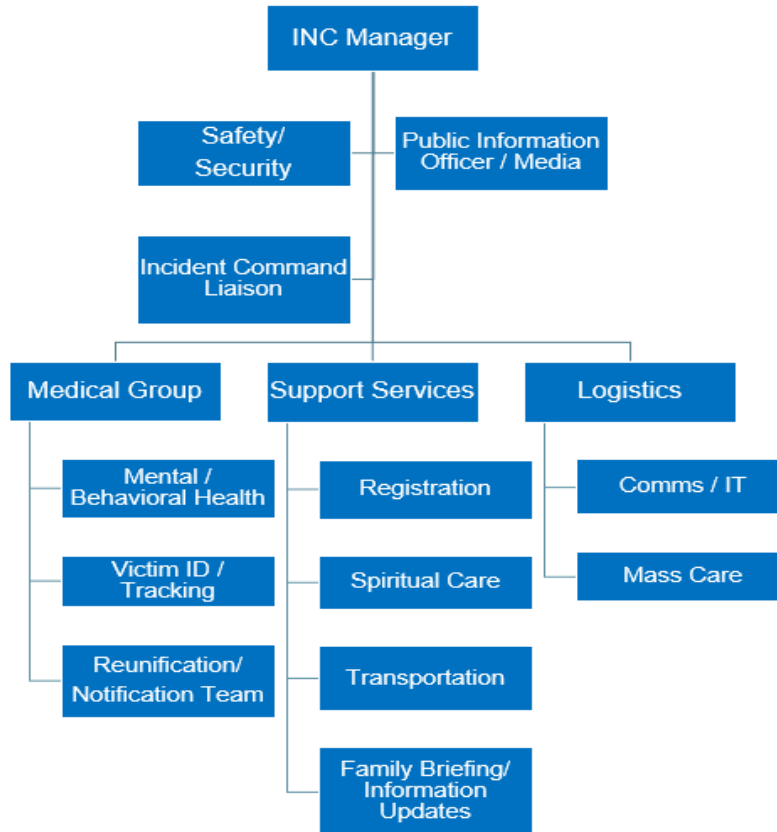 INC Manager
Safety/
Security
Public Information
Officer / Media
Incident Command
Liaison
Medical Group
Support Services
Logistics
Mental /
Behavioral Health
Victim ID /
Tracking
Reunification/
Notification Team
Registration
Spiritual Care
Transportation
Family Briefing/
Information
Updates
Comms / IT
Mass Care